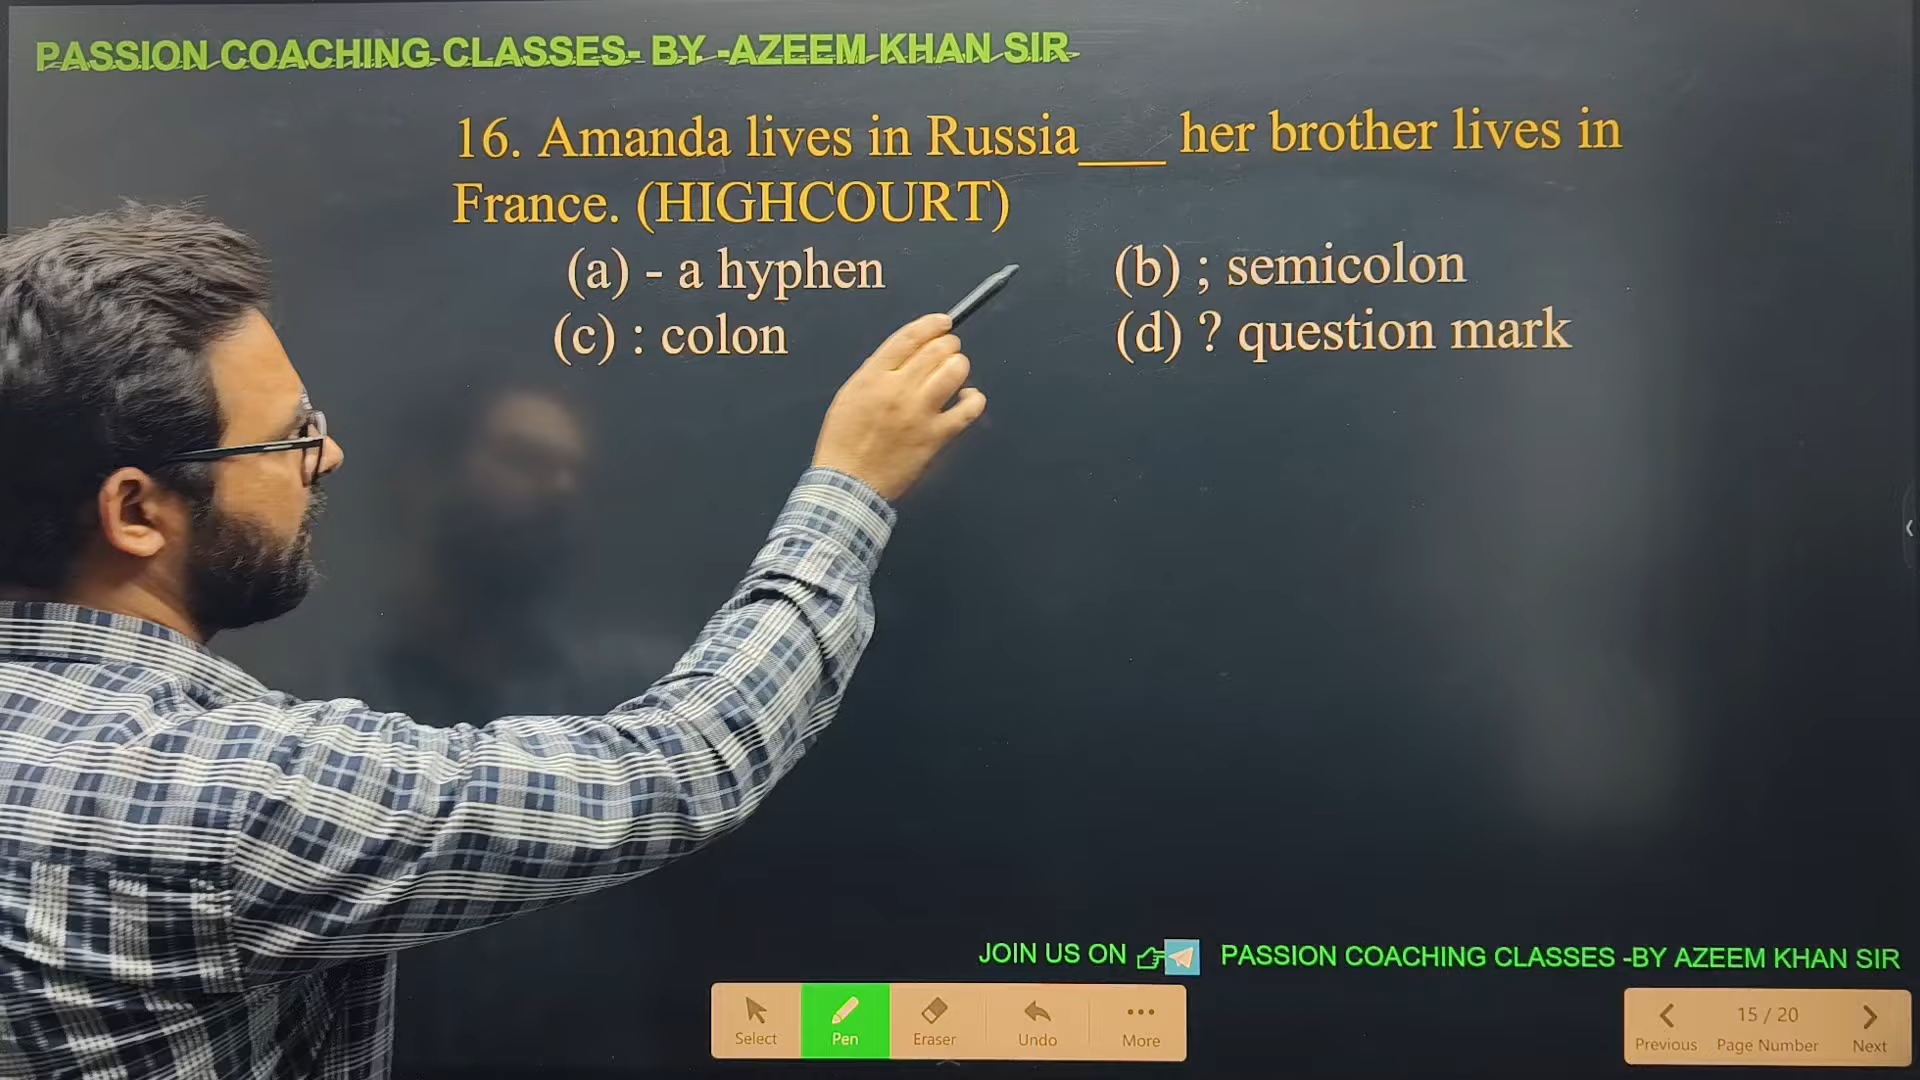 PASSION COACHING CLASSES- BY -AZEEM KHAN SIR
16. Amanda lives in Russia___ her brother lives in
France. (HIGHCOURT)
(a) - a hyphen (b) ; semicolon
(c) : colon (d) ? question mark
JOIN US ON PASSION COACHING CLASSES -BY AZEEM KHAN SIR
Select Pen Eraser Undo More
15 / 20
Previous Page Number Next